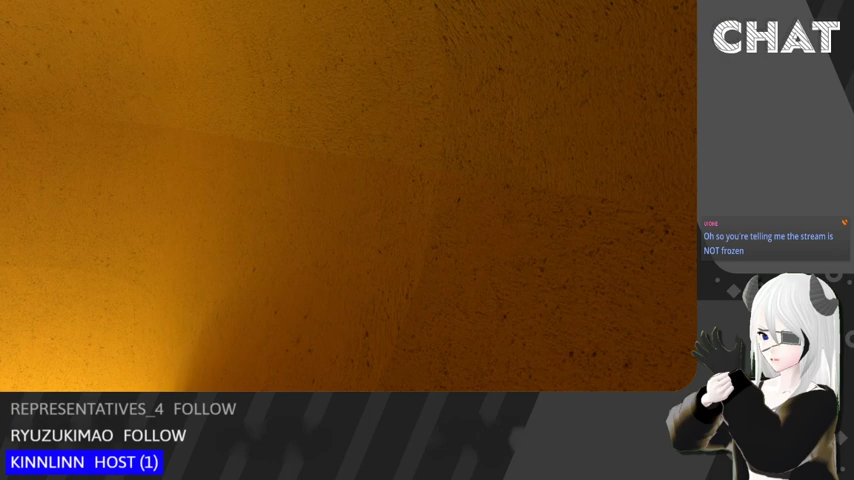 CHAT
Oh so you're telling me the stream is
NOT frozen
REPRESENTATIVES_4 FOLLOW
RYUZUKIMAO FOLLOW
KINNLINN HOST (1)